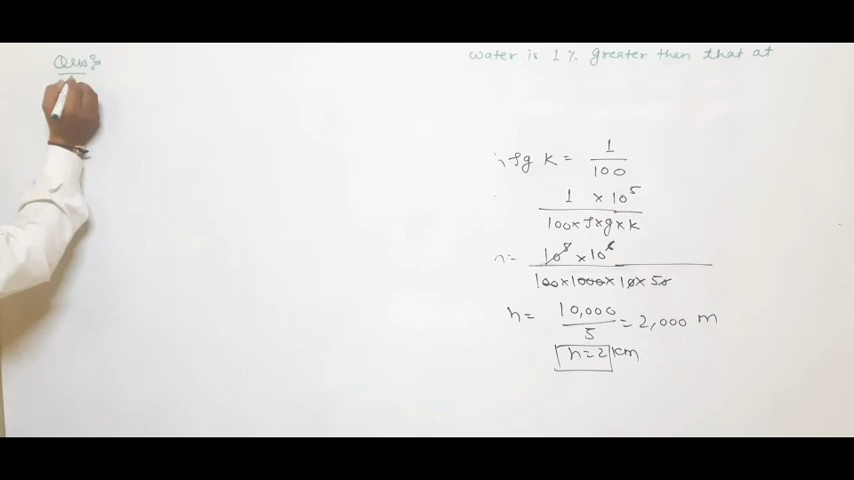 Ques:-
water is 1% greater then that at
hρg K = 1/100
1 × 10⁵
100×ρ×g×K
h = 10⁵ × 10⁶
100×1000×10×50
h = 10,000/5 = 2,000 m
h=2 km